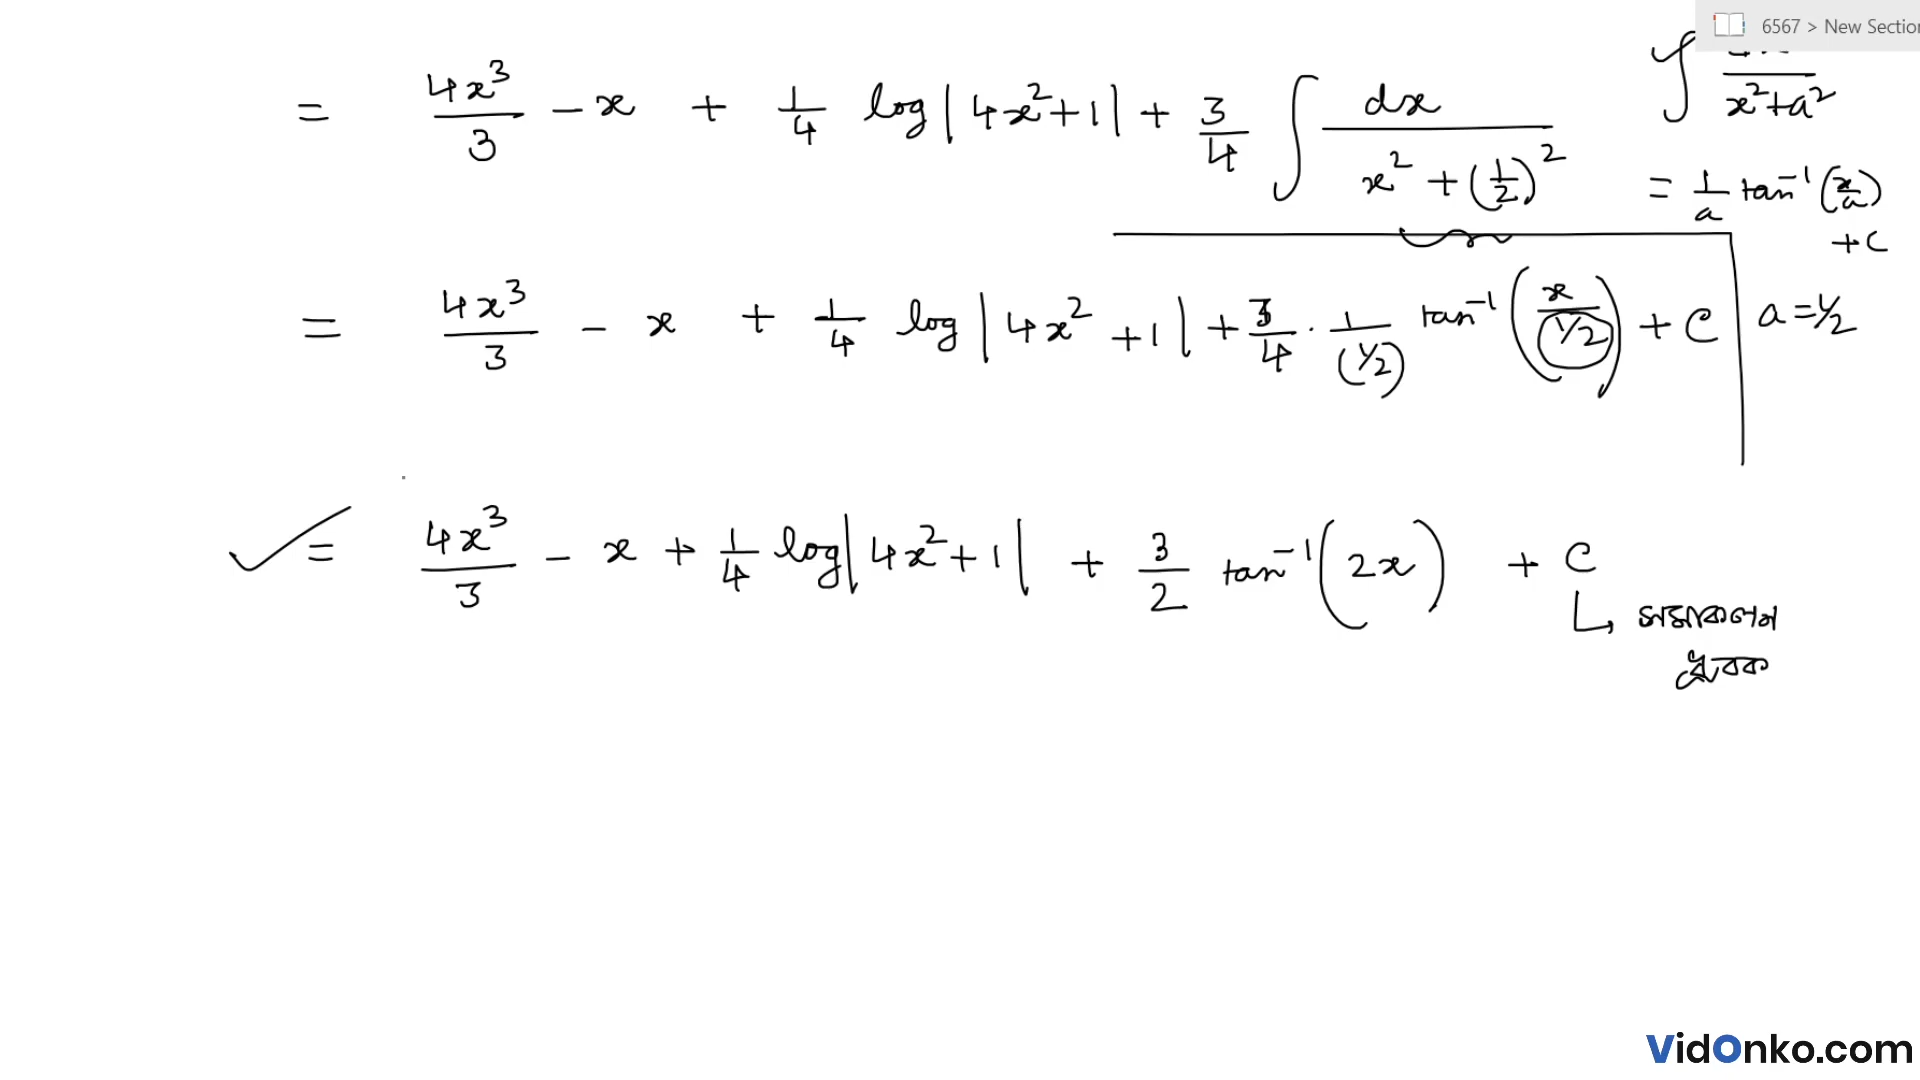 6567 > New Section
= 4x³/3 − x + 1/4 log|4x²+1| + 3/4 ∫ dx/(x² + (1/2)²)
∫ dx/(x²+a²)
= 1/a tan⁻¹(x/a)
+C
= 4x³/3 − x + 1/4 log|4x²+1| + 3/4 · 1/(1/2) tan⁻¹(x/(1/2)) + C
a = 1/2
= 4x³/3 − x + 1/4 log|4x²+1| + 3/2 tan⁻¹(2x) + C
↳ সমাকলন
ধ্রুবক
VidOnko.com